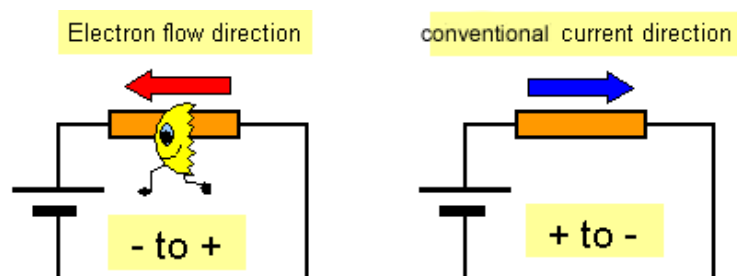 Electron flow direction
conventional current direction
- to +
+ to -